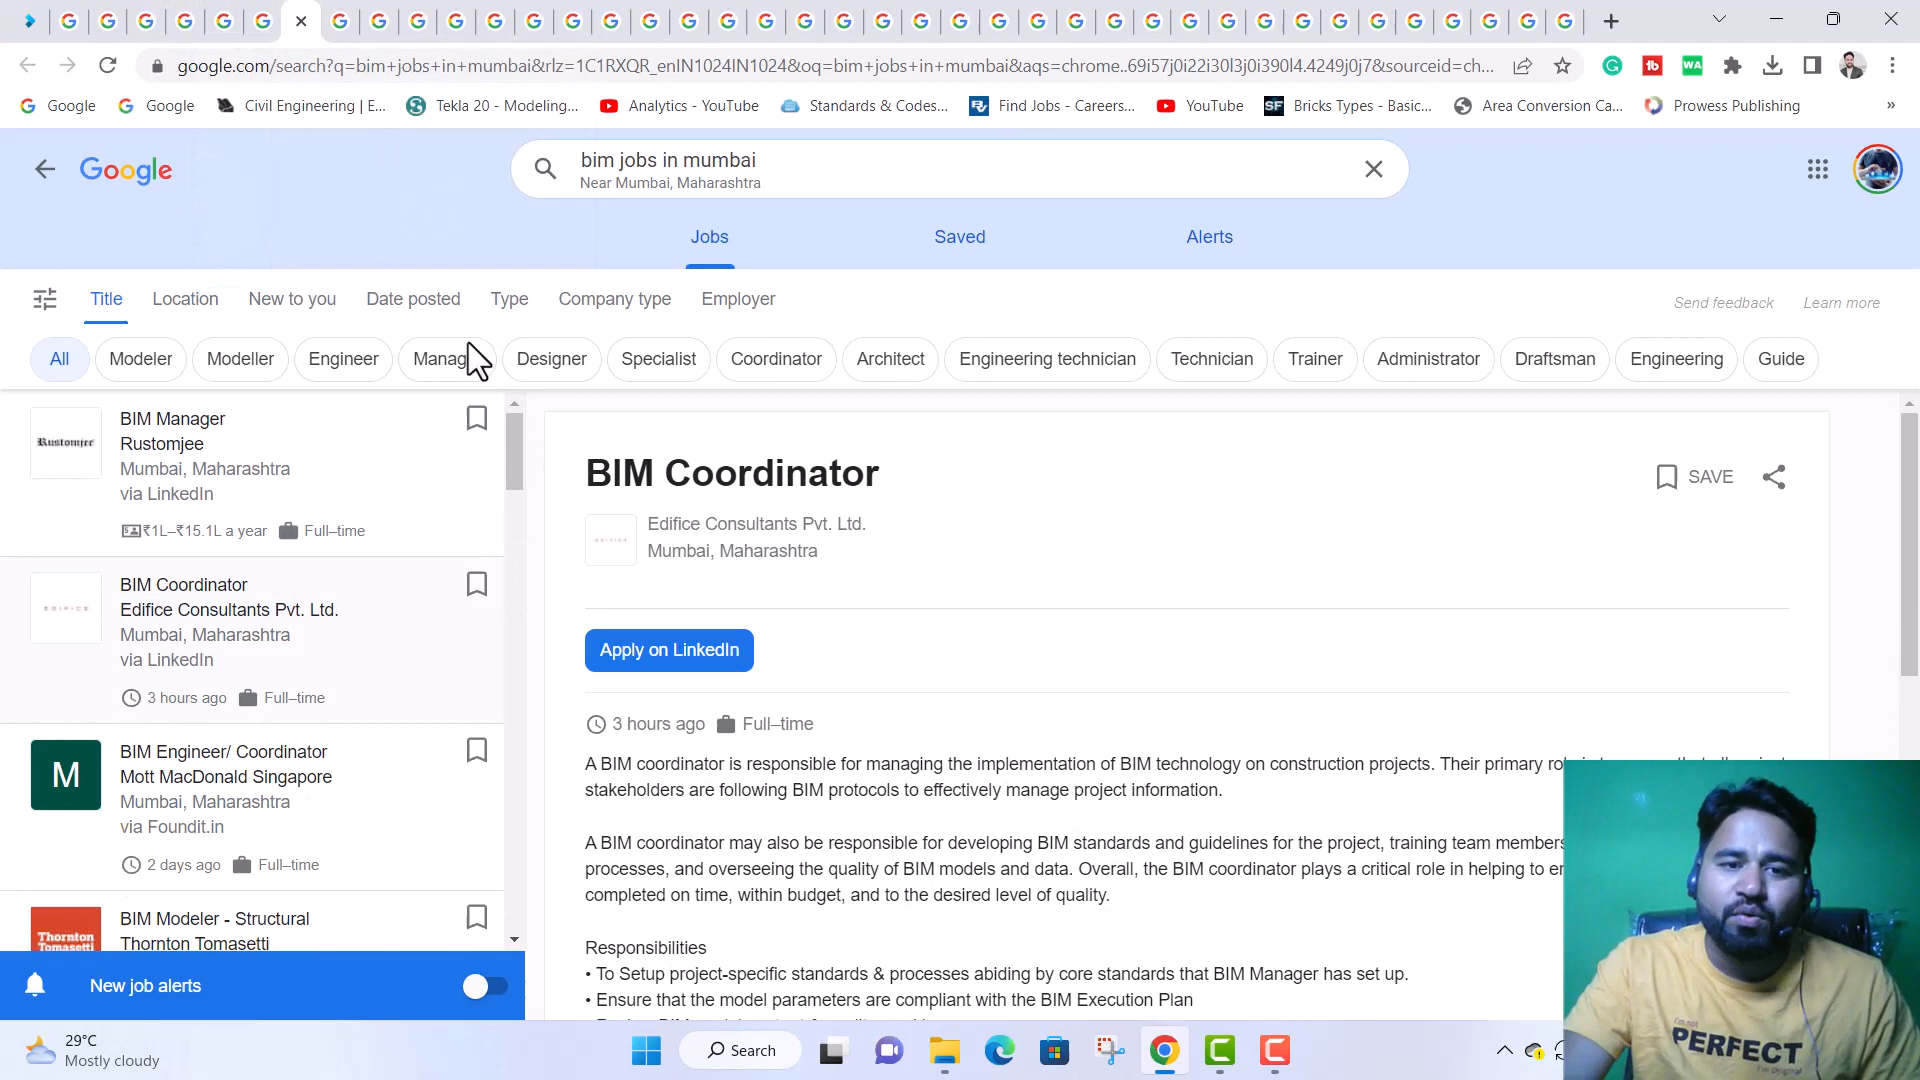 google.com/search?q=bim+jobs+in+mumbai&rlz=1C1RXQR_enIN1024IN1024&oq=bim+jobs+in+mumbai&aqs=chrome..69i57j0i22i30l3j0i390l4.4249j0j7&sourceid=ch...
Google Google Civil Engineering | E... Tekla 20 - Modeling... Analytics - YouTube Standards & Codes... Find Jobs - Careers... YouTube Bricks Types - Basic... Area Conversion Ca... Prowess Publishing »
Google
bim jobs in mumbai
Near Mumbai, Maharashtra
Jobs Saved Alerts
Title Location New to you Date posted Type Company type Employer Send feedback Learn more
All Modeler Modeller Engineer Manag Designer Specialist Coordinator Architect Engineering technician Technician Trainer Administrator Draftsman Engineering Guide
Rustomjee
BIM Manager
Rustomjee
Mumbai, Maharashtra
via LinkedIn
₹1L–₹15.1L a year Full–time
EDIFICE
BIM Coordinator
Edifice Consultants Pvt. Ltd.
Mumbai, Maharashtra
via LinkedIn
3 hours ago Full–time
M
BIM Engineer/ Coordinator
Mott MacDonald Singapore
Mumbai, Maharashtra
via Foundit.in
2 days ago Full–time
Thornton
Tomasetti
BIM Modeler - Structural
Thornton Tomasetti
New job alerts
BIM Coordinator
SAVE
EDIFICE
Edifice Consultants Pvt. Ltd.
Mumbai, Maharashtra
Apply on LinkedIn
3 hours ago Full–time
A BIM coordinator is responsible for managing the implementation of BIM technology on construction projects. Their primary
stakeholders are following BIM protocols to effectively manage project information.
A BIM coordinator may also be responsible for developing BIM standards and guidelines for the project, training team members
processes, and overseeing the quality of BIM models and data. Overall, the BIM coordinator plays a critical role in helping to
completed on time, within budget, and to the desired level of quality.
Responsibilities
• To Setup project-specific standards & processes abiding by core standards that BIM Manager has set up.
• Ensure that the model parameters are compliant with the BIM Execution Plan
I'm not
PERFECT
29°C
Mostly cloudy
Search